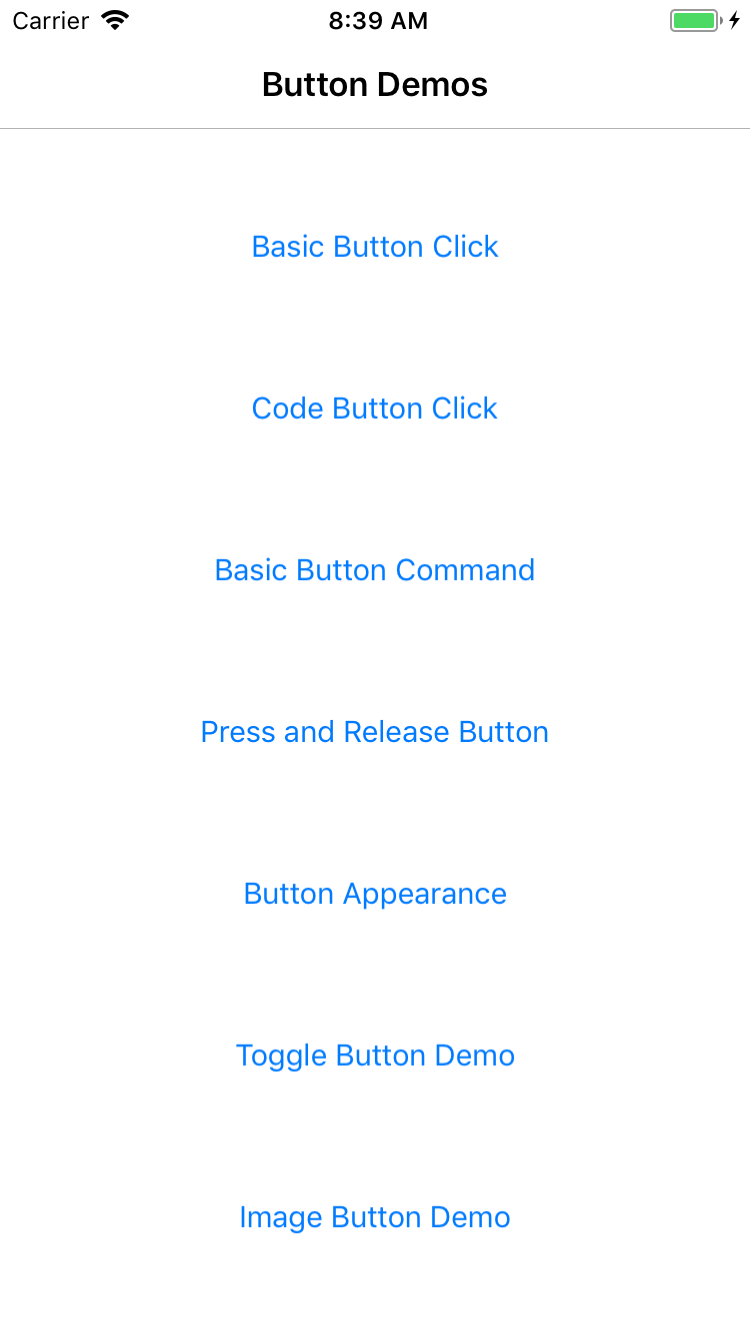 Carrier 8:39 AM
Button Demos
Basic Button Click
Code Button Click
Basic Button Command
Press and Release Button
Button Appearance
Toggle Button Demo
Image Button Demo